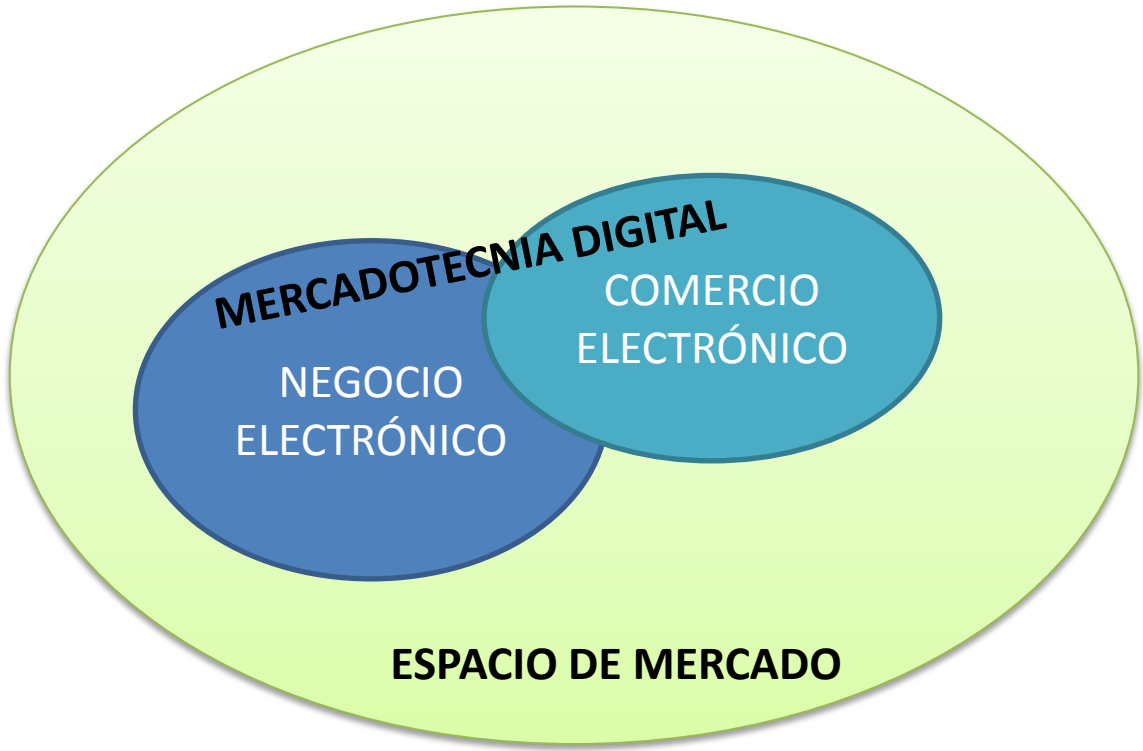 MERCADOTECNIA DIGITAL
COMERCIO
ELECTRÓNICO
NEGOCIO
ELECTRÓNICO
ESPACIO DE MERCADO